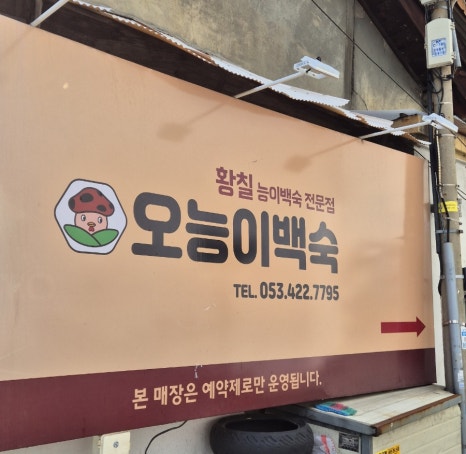 황칠 능이백숙 전문점
오능이백숙
TEL. 053.422.7795
본 매장은 예약제로만 운영됩니다.